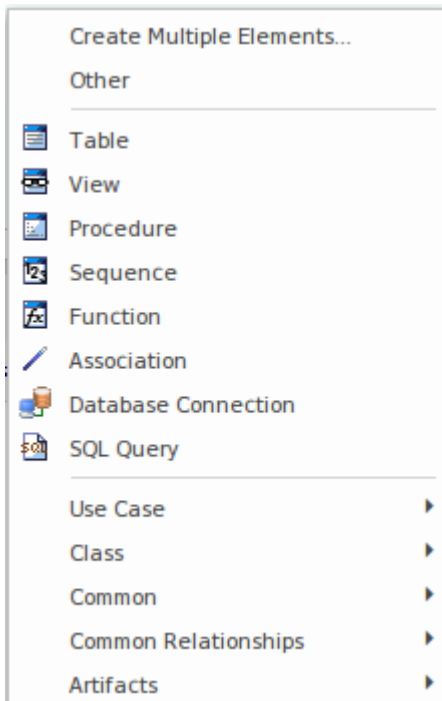 Create Multiple Elements...
Other
Table
View
Procedure
Sequence
Function
Association
Database Connection
SQL Query
Use Case
Class
Common
Common Relationships
Artifacts